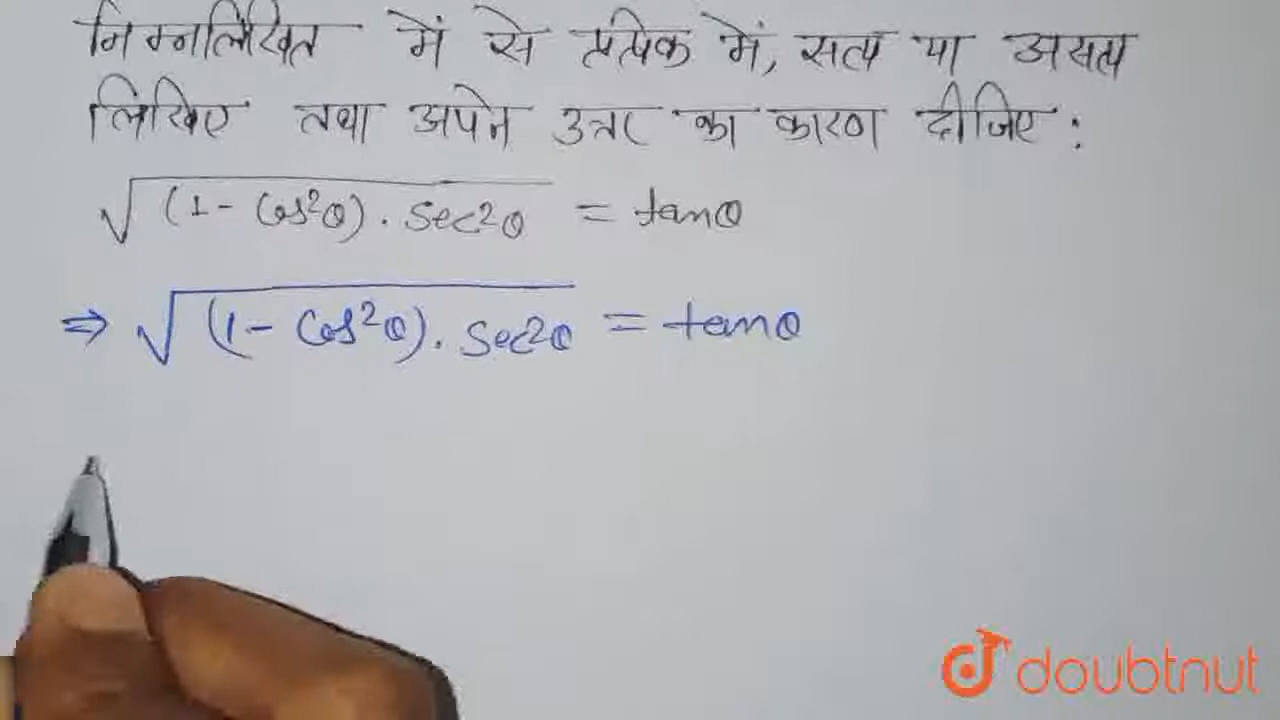 निम्नलिखित में से प्रत्येक में, सत्य या असत्य
लिखिए तथा अपने उत्तर का कारण दीजिए :
√(1 - Cos²θ) . Sec²θ = tanθ
⇒ √(1 - Cos²θ) . Sec²θ = tanθ
doubtnut